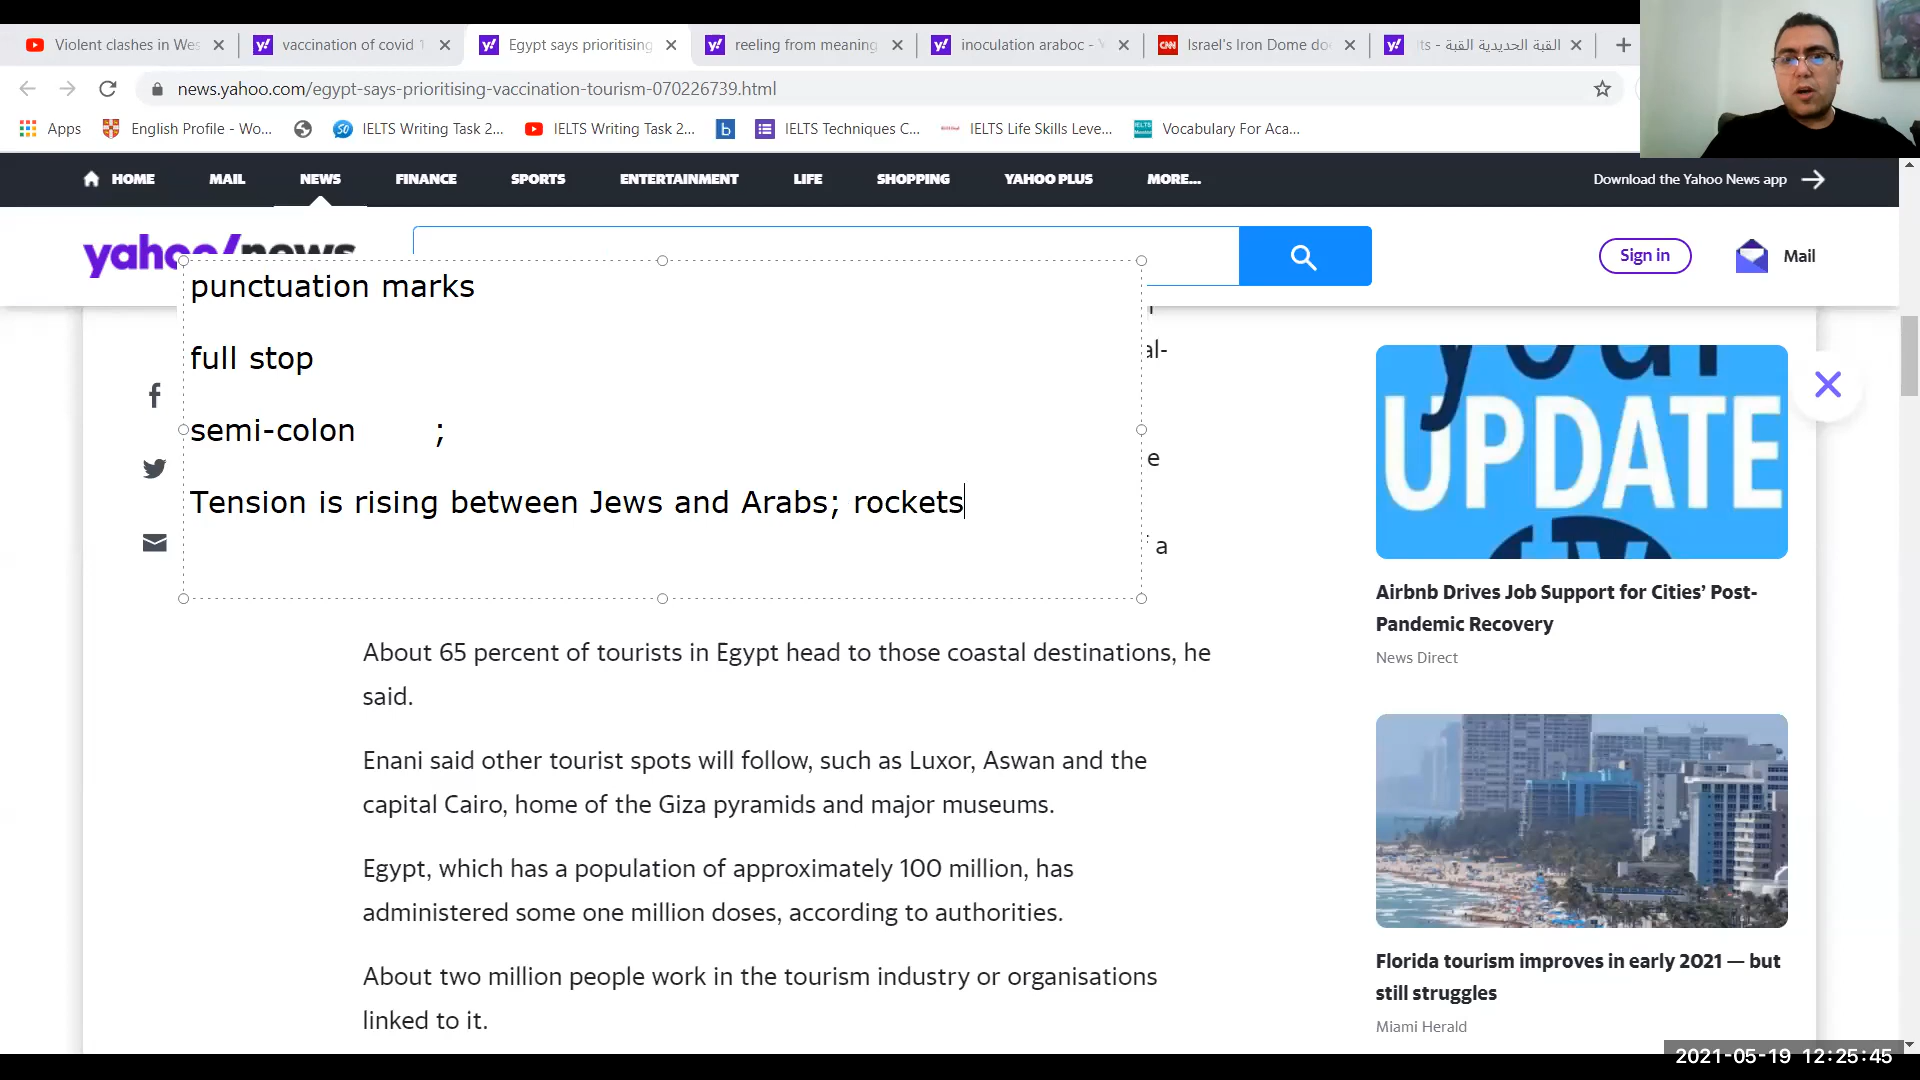 Violent clashes in Wes
vaccination of covid 1
Egypt says prioritising
reeling from meaning
inoculation araboc - Y
Israel's Iron Dome do
القبة الحديدية القبة - lts
news.yahoo.com/egypt-says-prioritising-vaccination-tourism-070226739.html
Apps
English Profile - Wo...
IELTS Writing Task 2...
IELTS Writing Task 2...
IELTS Techniques C...
IELTS Life Skills Leve...
Vocabulary For Aca...
HOME
MAIL
NEWS
FINANCE
SPORTS
ENTERTAINMENT
LIFE
SHOPPING
YAHOO PLUS
MORE...
Download the Yahoo News app
yahoo/news
Sign in
Mail
punctuation marks
full stop
semi-colon ;
Tension is rising between Jews and Arabs; rockets
al-
e
a
About 65 percent of tourists in Egypt head to those coastal destinations, he
said.
Enani said other tourist spots will follow, such as Luxor, Aswan and the
capital Cairo, home of the Giza pyramids and major museums.
Egypt, which has a population of approximately 100 million, has
administered some one million doses, according to authorities.
About two million people work in the tourism industry or organisations
linked to it.
your
UPDATE
Airbnb Drives Job Support for Cities’ Post-
Pandemic Recovery
News Direct
Florida tourism improves in early 2021 — but
still struggles
Miami Herald
2021-05-19 12:25:45